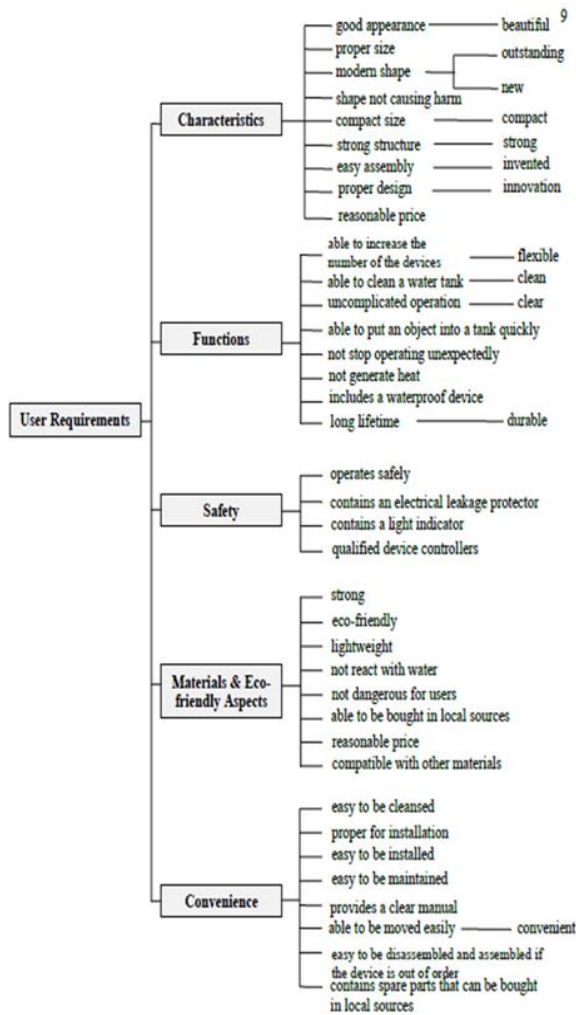 9
good appearance beautiful
proper size
modern shape outstanding
new
shape not causing harm
Characteristics
compact size compact
strong structure strong
easy assembly invented
proper design innovation
reasonable price
able to increase the
number of the devices flexible
able to clean a water tank clean
uncomplicated operation clear
able to put an object into a tank quickly
Functions
not stop operating unexpectedly
not generate heat
includes a waterproof device
long lifetime durable
User Requirements
operates safely
contains an electrical leakage protector
Safety
contains a light indicator
qualified device controllers
strong
eco-friendly
lightweight
not react with water
Materials & Eco-
friendly Aspects
not dangerous for users
able to be bought in local sources
reasonable price
compatible with other materials
easy to be cleansed
proper for installation
easy to be installed
easy to be maintained
Convenience
provides a clear manual
able to be moved easily convenient
easy to be disassembled and assembled if
the device is out of order
contains spare parts that can be bought
in local sources